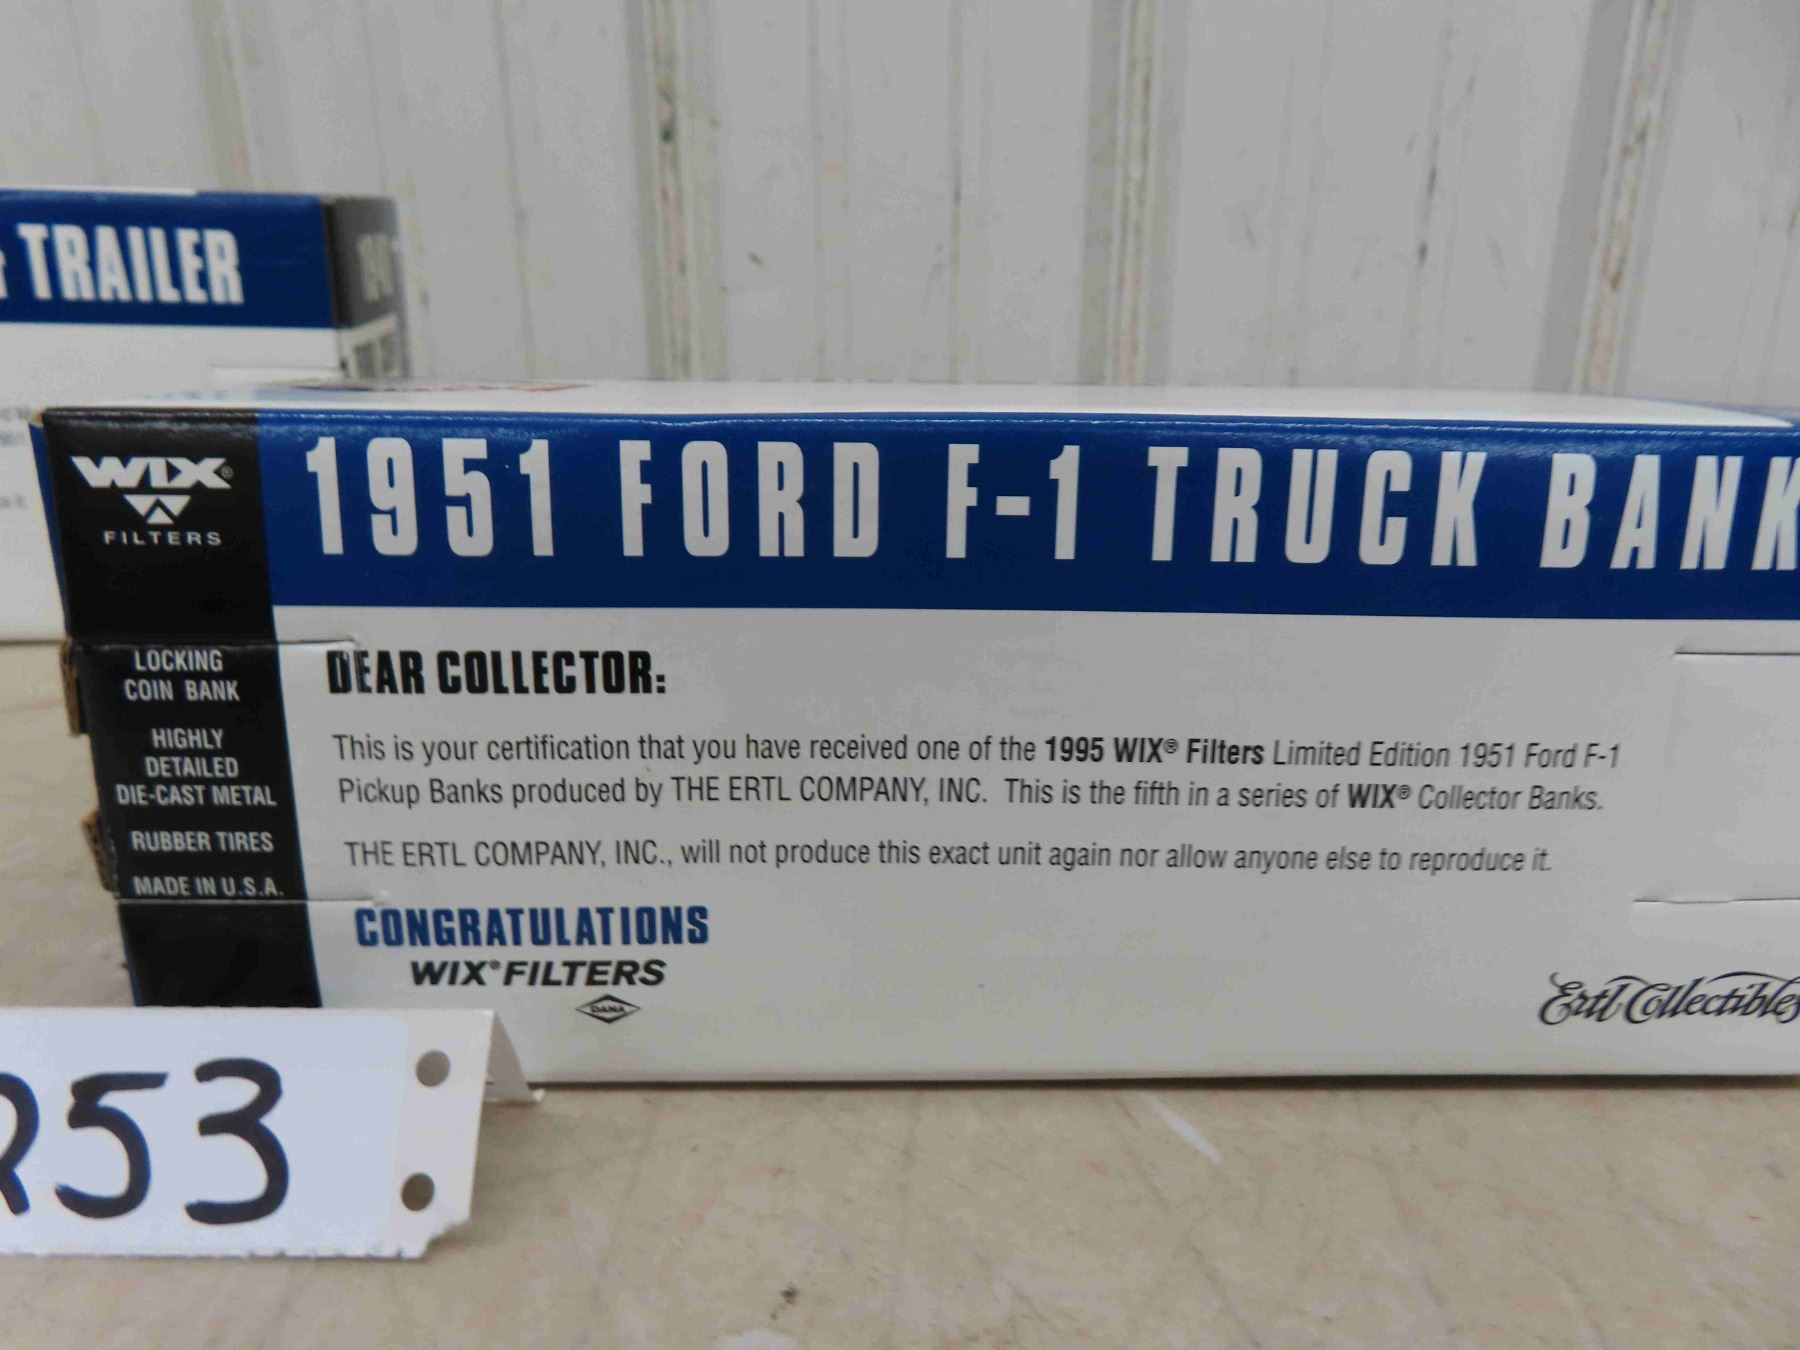 TRAILER
WIX®
FILTERS
1951 FORD F-1 TRUCK BANK
LOCKING
COIN BANK
HIGHLY
DETAILED
DIE-CAST METAL
RUBBER TIRES
MADE IN U.S.A.
DEAR COLLECTOR:
This is your certification that you have received one of the 1995 WIX® Filters Limited Edition 1951 Ford F-1
Pickup Banks produced by THE ERTL COMPANY, INC. This is the fifth in a series of WIX® Collector Banks.
THE ERTL COMPANY, INC., will not produce this exact unit again nor allow anyone else to reproduce it.
CONGRATULATIONS
WIX® FILTERS
DANA
Ertl Collectibles
53